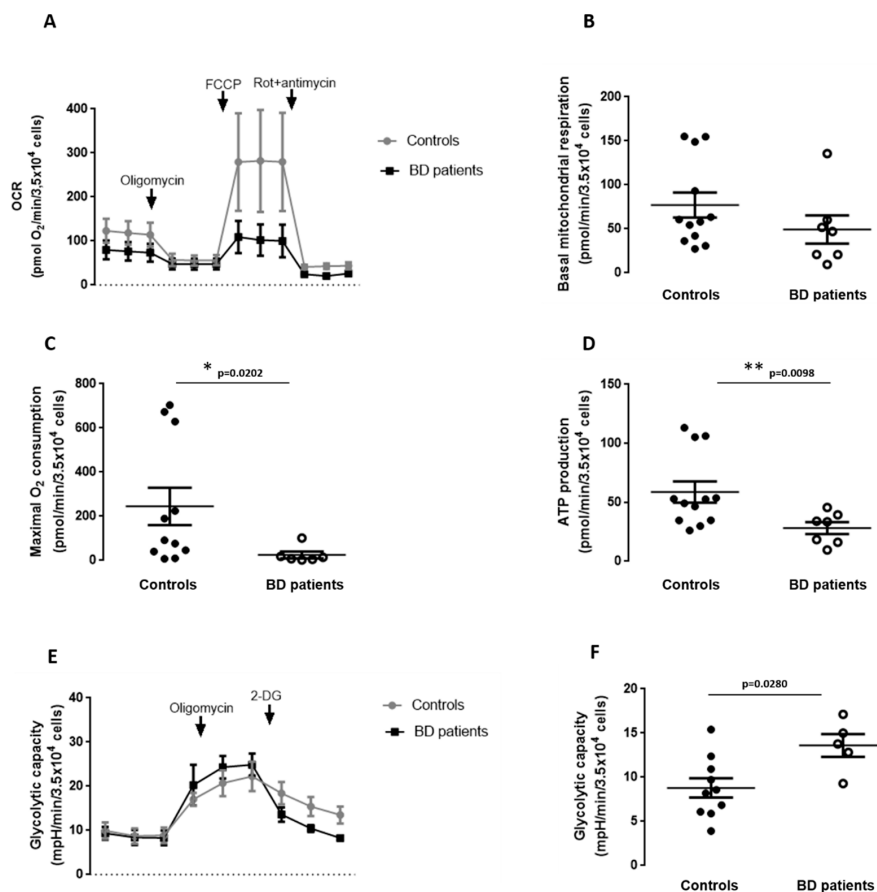 A
FCCP
Rot+antimycin
Oligomycin
OCR
(pmol O₂/min/3,5x10⁴ cells)
400
300
200
100
0
Controls
BD patients
B
Basal mitochondrial respiration
(pmol/min/3.5x10⁴ cells)
200
150
100
50
0
Controls
BD patients
C
* p=0.0202
Maximal O₂ consumption
(pmol/min/3.5x10⁴ cells)
800
600
400
200
0
Controls
BD patients
D
** p=0.0098
ATP production
(pmol/min/3.5x10⁴ cells)
150
100
50
0
Controls
BD patients
E
Oligomycin
2-DG
Glycolytic capacity
(mpH/min/3.5x10⁴ cells)
40
30
20
10
0
Controls
BD patients
F
p=0.0280
Glycolytic capacity
(mpH/min/3.5x10⁴ cells)
20
15
10
5
0
Controls
BD patients